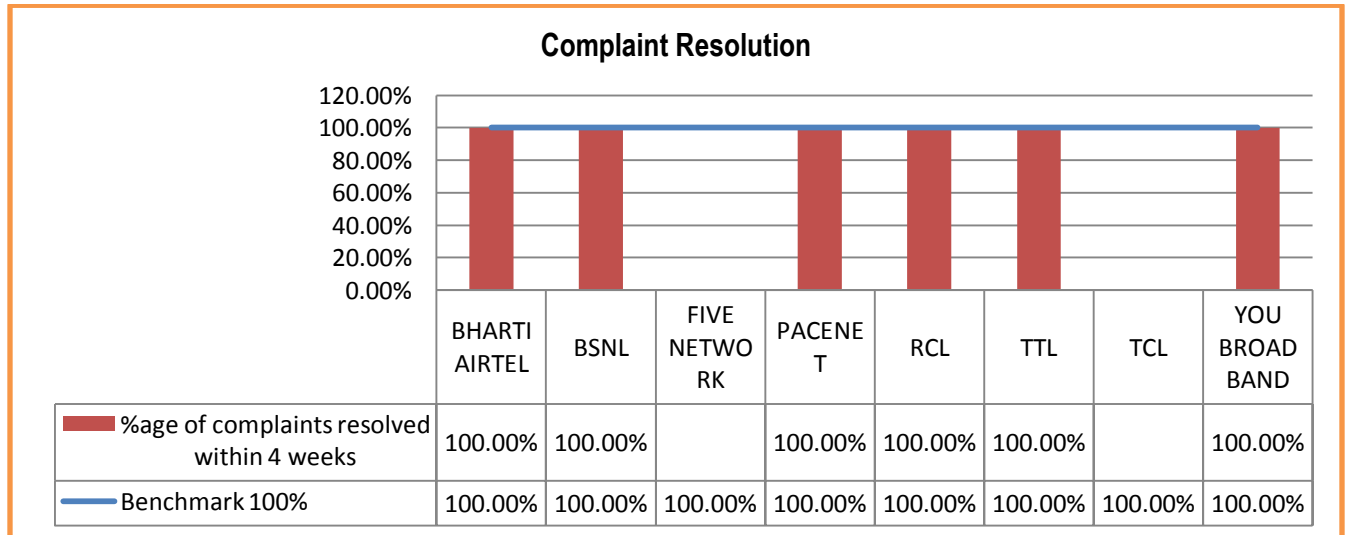 Complaint Resolution
120.00%
100.00%
80.00%
60.00%
40.00%
20.00%
0.00%
BHARTI
AIRTEL
BSNL
FIVE
NETWO
RK
PACENE
T
RCL
TTL
TCL
YOU
BROAD
BAND
%age of complaints resolved
within 4 weeks
100.00% 100.00% 100.00% 100.00% 100.00% 100.00%
Benchmark 100% 100.00% 100.00% 100.00% 100.00% 100.00% 100.00% 100.00% 100.00%